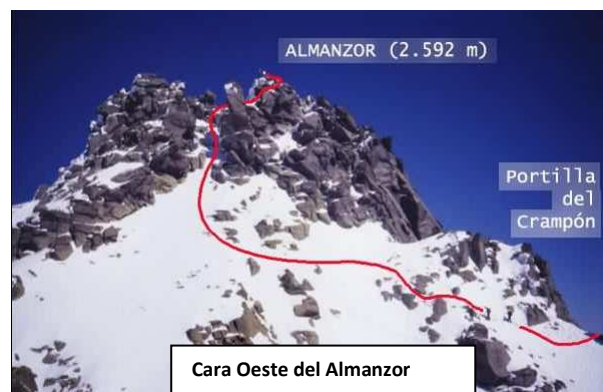 ALMANZOR (2.592 m)
Portilla
del
Crampón
Cara Oeste del Almanzor